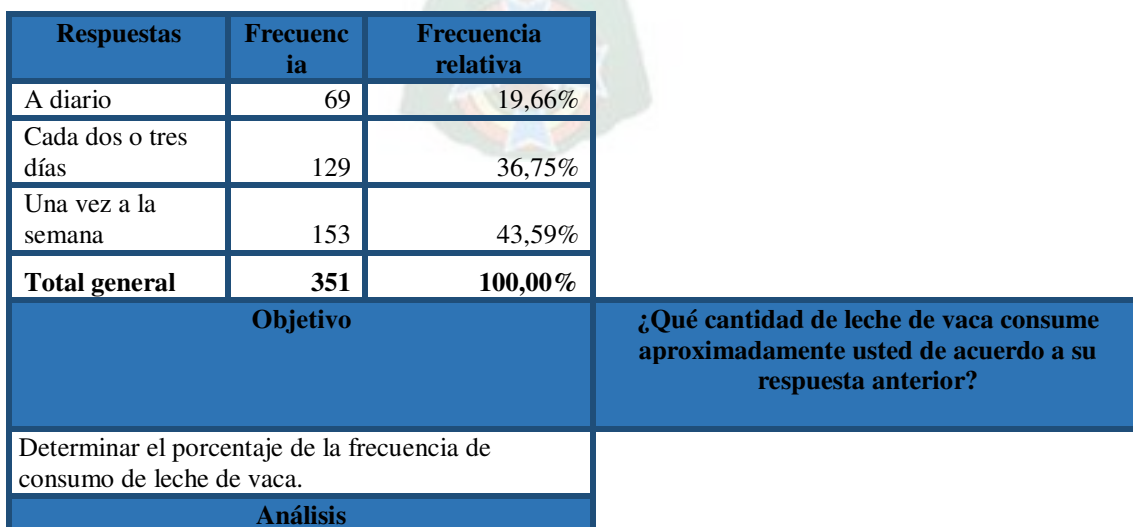 Respuestas Frecuenc Frecuencia
ia relativa
A diario 69 19,66%
Cada dos o tres
días 129 36,75%
Una vez a la
semana 153 43,59%
Total general 351 100,00%
Objetivo
¿Qué cantidad de leche de vaca consume
aproximadamente usted de acuerdo a su
respuesta anterior?
Determinar el porcentaje de la frecuencia de
consumo de leche de vaca.
Análisis